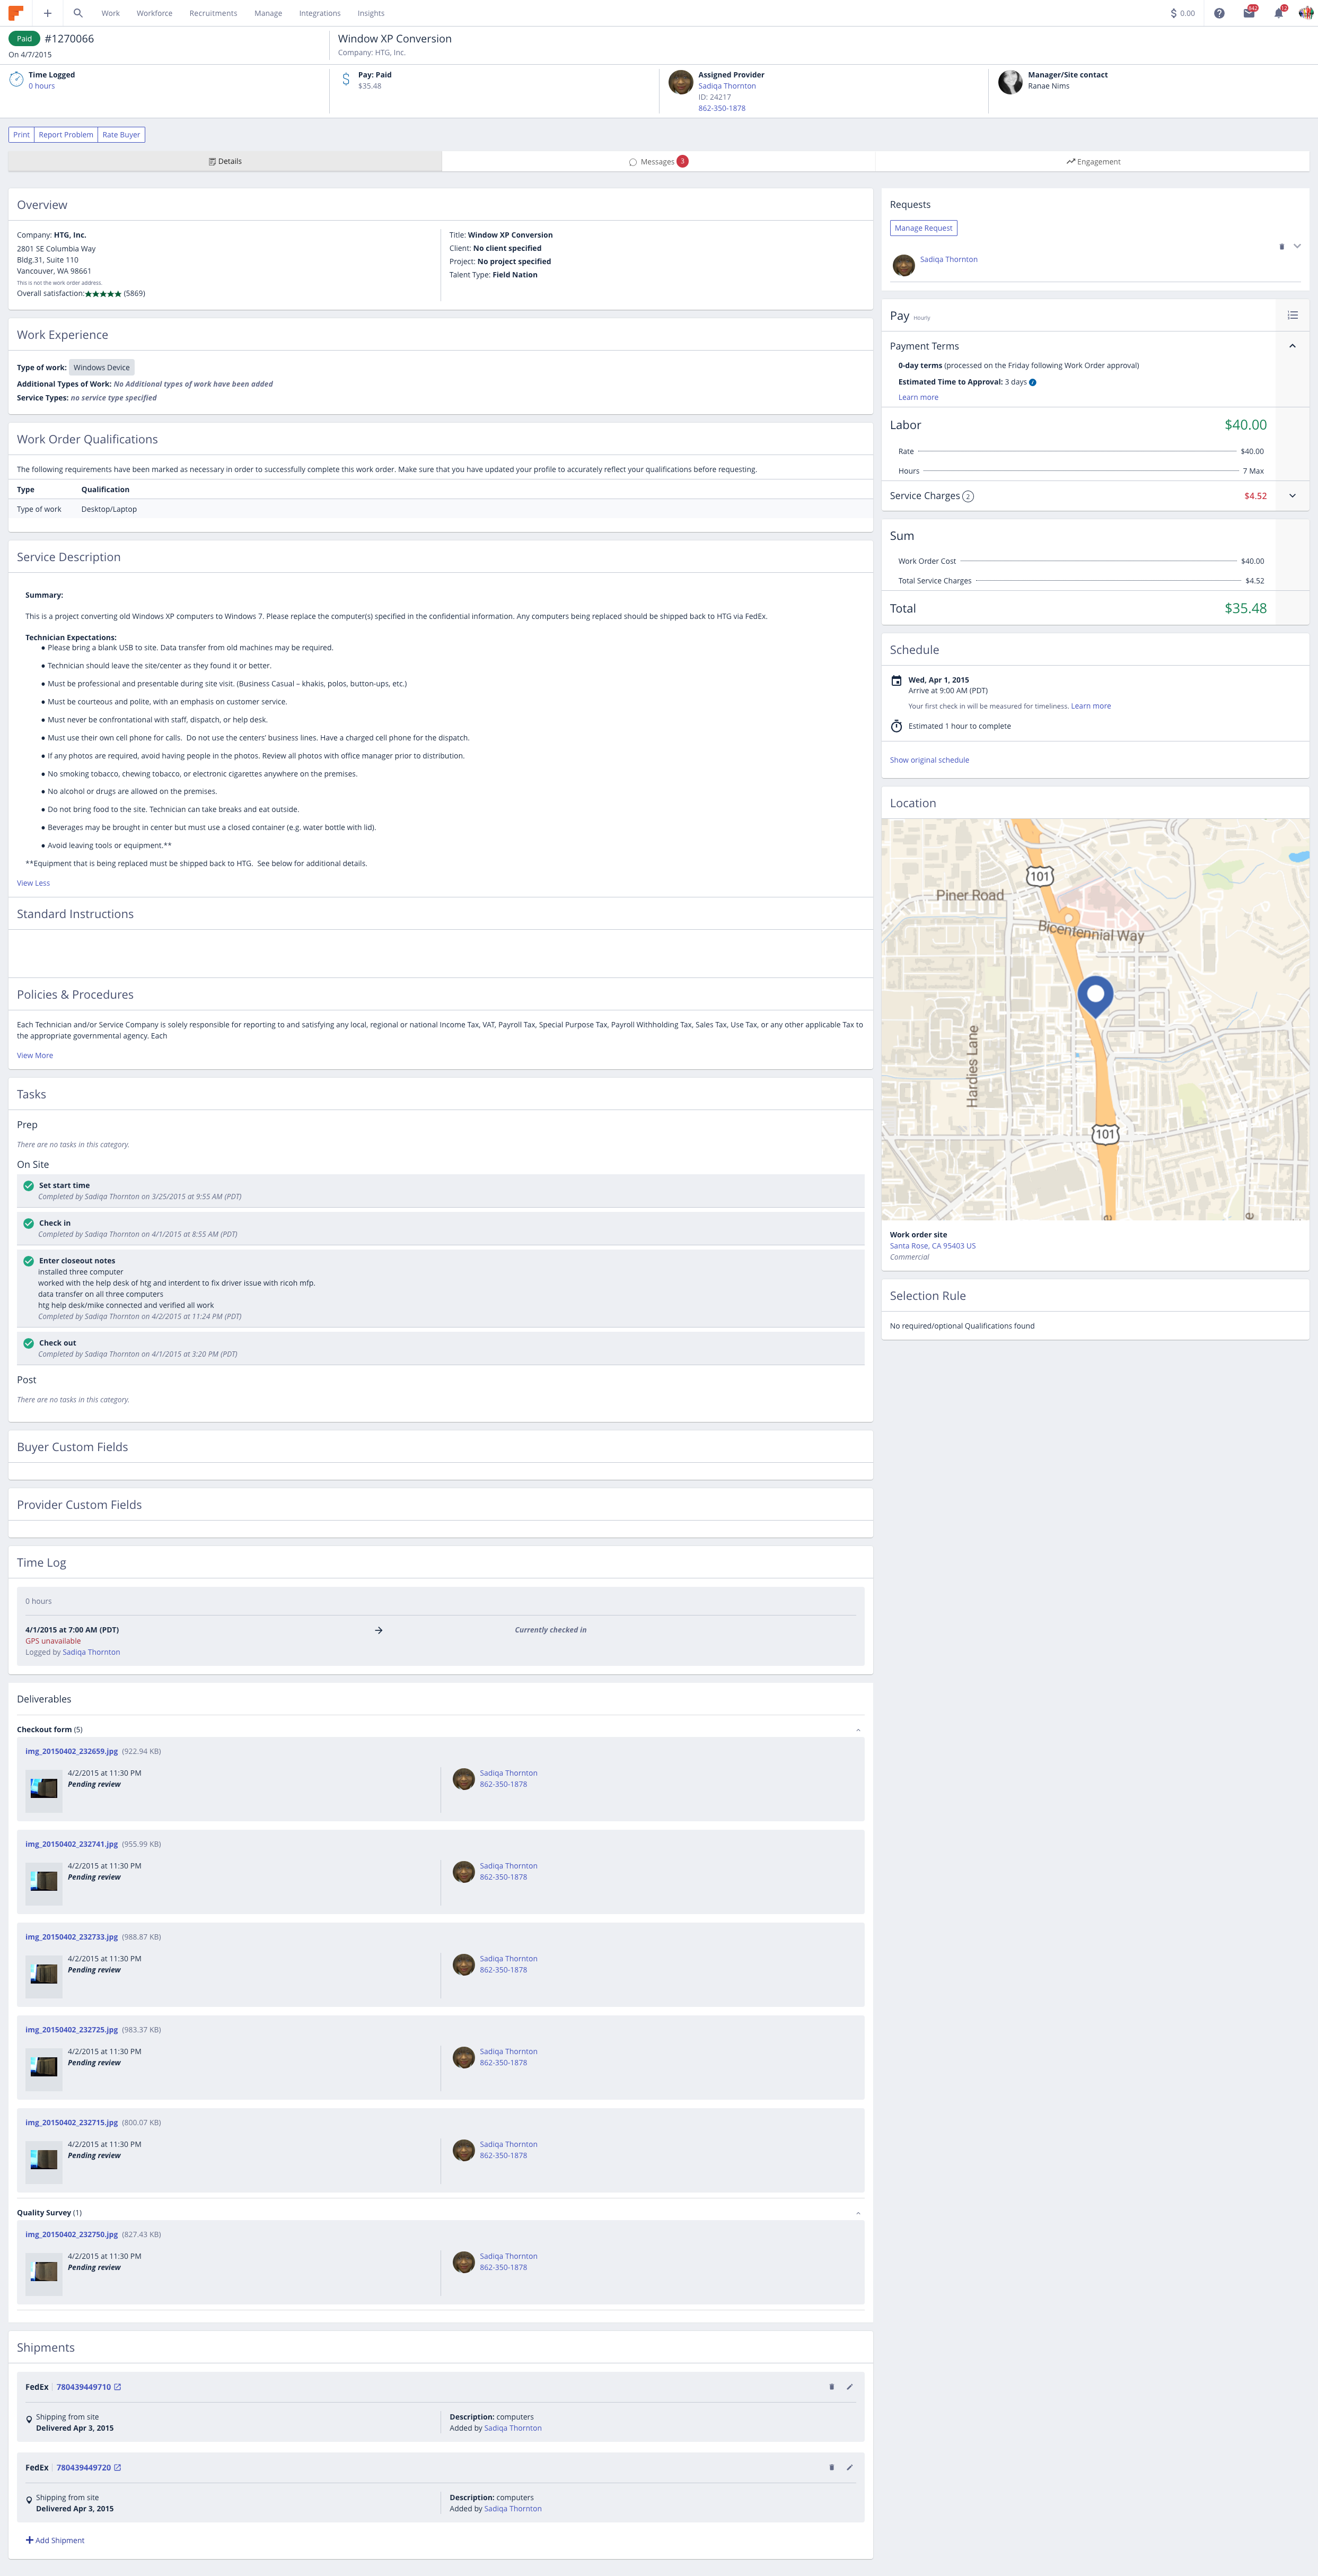 Work Workforce Recruitments Manage Integrations Insights
$ 0.00
Paid #1270066
On 4/7/2015
Window XP Conversion
Company: HTG, Inc.
Time Logged
0 hours
Pay: Paid
$35.48
Assigned Provider
Sadiqa Thornton
ID: 24217
862-350-1878
Manager/Site contact
Ranae Nims
Print Report Problem Rate Buyer
Details
Messages 3
Engagement
Overview
Company: HTG, Inc.
2801 SE Columbia Way
Bldg.31, Suite 110
Vancouver, WA 98661
This is not the work order address.
Overall satisfaction:★★★★★ (5869)
Title: Window XP Conversion
Client: No client specified
Project: No project specified
Talent Type: Field Nation
Work Experience
Type of work: Windows Device
Additional Types of Work: No Additional types of work have been added
Service Types: no service type specified
Work Order Qualifications
The following requirements have been marked as necessary in order to successfully complete this work order. Make sure that you have updated your profile to accurately reflect your qualifications before requesting.
Type Qualification
Type of work Desktop/Laptop
Service Description
Summary:
This is a project converting old Windows XP computers to Windows 7. Please replace the computer(s) specified in the confidential information. Any computers being replaced should be shipped back to HTG via FedEx.
Technician Expectations:
● Please bring a blank USB to site. Data transfer from old machines may be required.
● Technician should leave the site/center as they found it or better.
● Must be professional and presentable during site visit. (Business Casual – khakis, polos, button-ups, etc.)
● Must be courteous and polite, with an emphasis on customer service.
● Must never be confrontational with staff, dispatch, or help desk.
● Must use their own cell phone for calls. Do not use the centers' business lines. Have a charged cell phone for the dispatch.
● If any photos are required, avoid having people in the photos. Review all photos with office manager prior to distribution.
● No smoking tobacco, chewing tobacco, or electronic cigarettes anywhere on the premises.
● No alcohol or drugs are allowed on the premises.
● Do not bring food to the site. Technician can take breaks and eat outside.
● Beverages may be brought in center but must use a closed container (e.g. water bottle with lid).
● Avoid leaving tools or equipment.**
**Equipment that is being replaced must be shipped back to HTG. See below for additional details.
View Less
Standard Instructions
Policies & Procedures
Each Technician and/or Service Company is solely responsible for reporting to and satisfying any local, regional or national Income Tax, VAT, Payroll Tax, Special Purpose Tax, Payroll Withholding Tax, Sales Tax, Use Tax, or any other applicable Tax to
the appropriate governmental agency. Each
View More
Tasks
Prep
There are no tasks in this category.
On Site
Set start time
Completed by Sadiqa Thornton on 3/25/2015 at 9:55 AM (PDT)
Check in
Completed by Sadiqa Thornton on 4/1/2015 at 8:55 AM (PDT)
Enter closeout notes
installed three computer
worked with the help desk of htg and interdent to fix driver issue with ricoh mfp.
data transfer on all three computers
htg help desk/mike connected and verified all work
Completed by Sadiqa Thornton on 4/2/2015 at 11:24 PM (PDT)
Check out
Completed by Sadiqa Thornton on 4/1/2015 at 3:20 PM (PDT)
Post
There are no tasks in this category.
Buyer Custom Fields
Provider Custom Fields
Time Log
0 hours
4/1/2015 at 7:00 AM (PDT)
Currently checked in
GPS unavailable
Logged by Sadiqa Thornton
Deliverables
Checkout form (5)
img_20150402_232659.jpg (922.94 KB)
4/2/2015 at 11:30 PM
Pending review
Sadiqa Thornton
862-350-1878
img_20150402_232741.jpg (955.99 KB)
4/2/2015 at 11:30 PM
Pending review
Sadiqa Thornton
862-350-1878
img_20150402_232733.jpg (988.87 KB)
4/2/2015 at 11:30 PM
Pending review
Sadiqa Thornton
862-350-1878
img_20150402_232725.jpg (983.37 KB)
4/2/2015 at 11:30 PM
Pending review
Sadiqa Thornton
862-350-1878
img_20150402_232715.jpg (800.07 KB)
4/2/2015 at 11:30 PM
Pending review
Sadiqa Thornton
862-350-1878
Quality Survey (1)
img_20150402_232750.jpg (827.43 KB)
4/2/2015 at 11:30 PM
Pending review
Sadiqa Thornton
862-350-1878
Shipments
FedEx 780439449710
Shipping from site
Delivered Apr 3, 2015
Description: computers
Added by Sadiqa Thornton
FedEx 780439449720
Shipping from site
Delivered Apr 3, 2015
Description: computers
Added by Sadiqa Thornton
Add Shipment
Requests
Manage Request
Sadiqa Thornton
Pay Hourly
Payment Terms
0-day terms (processed on the Friday following Work Order approval)
Estimated Time to Approval: 3 days
Learn more
Labor $40.00
Rate $40.00
Hours 7 Max
Service Charges 2 $4.52
Sum
Work Order Cost $40.00
Total Service Charges $4.52
Total $35.48
Schedule
Wed, Apr 1, 2015
Arrive at 9:00 AM (PDT)
Your first check in will be measured for timeliness. Learn more
Estimated 1 hour to complete
Show original schedule
Location
101
Piner Road
Bicentennial Way
Hardies Lane
101
Work order site
Santa Rose, CA 95403 US
Commercial
Selection Rule
No required/optional Qualifications found